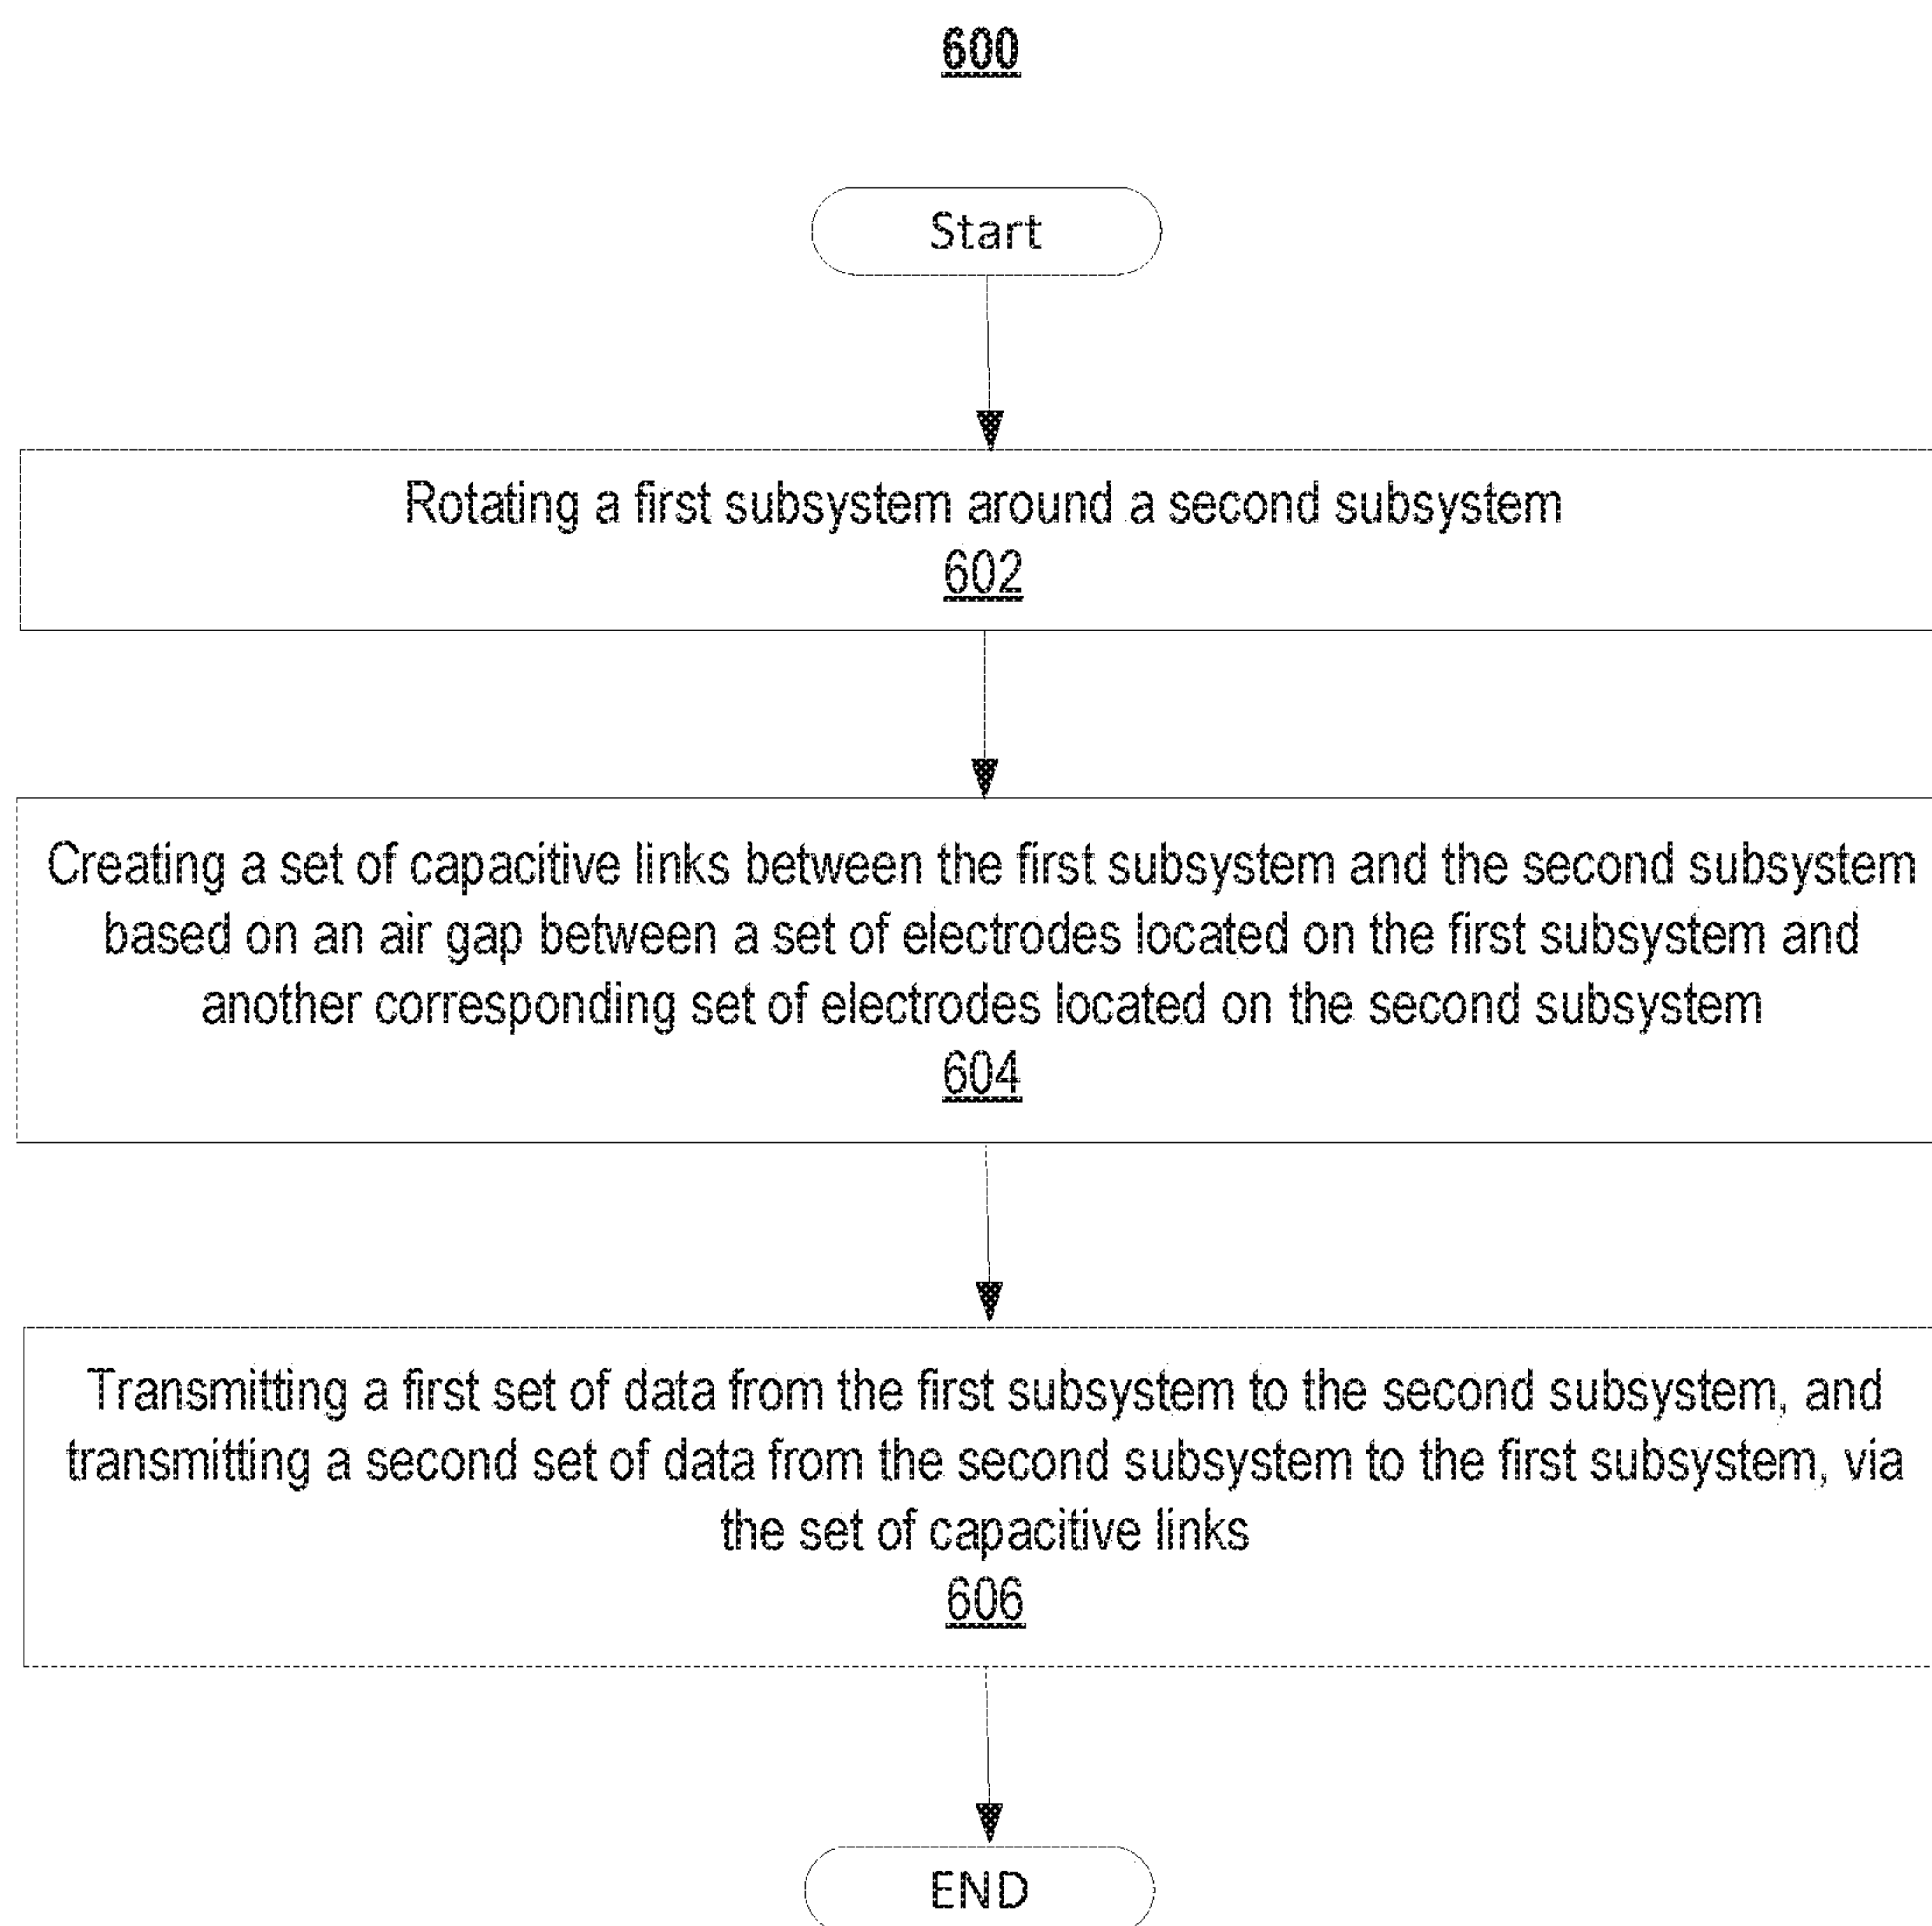 600
Start
Rotating a first subsystem around a second subsystem
602
Creating a set of capacitive links between the first subsystem and the second subsystem
based on an air gap between a set of electrodes located on the first subsystem and
another corresponding set of electrodes located on the second subsystem
604
Transmitting a first set of data from the first subsystem to the second subsystem, and
transmitting a second set of data from the second subsystem to the first subsystem, via
the set of capacitive links
606
END